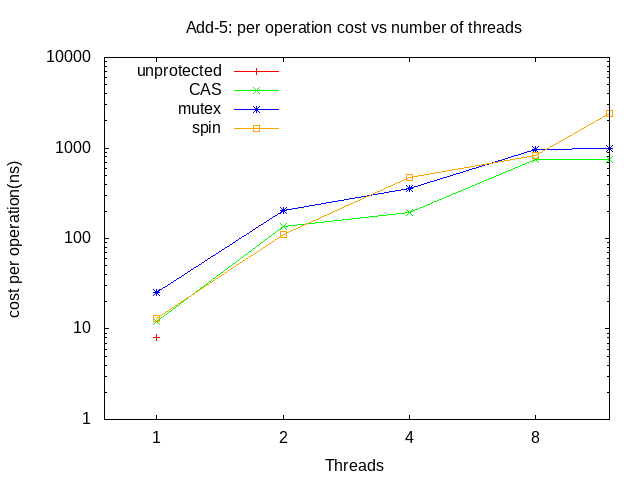 Add-5: per operation cost vs number of threads
10000
1000
100
10
1
cost per operation(ns)
unprotected
CAS
mutex
spin
1 2 4 8
Threads